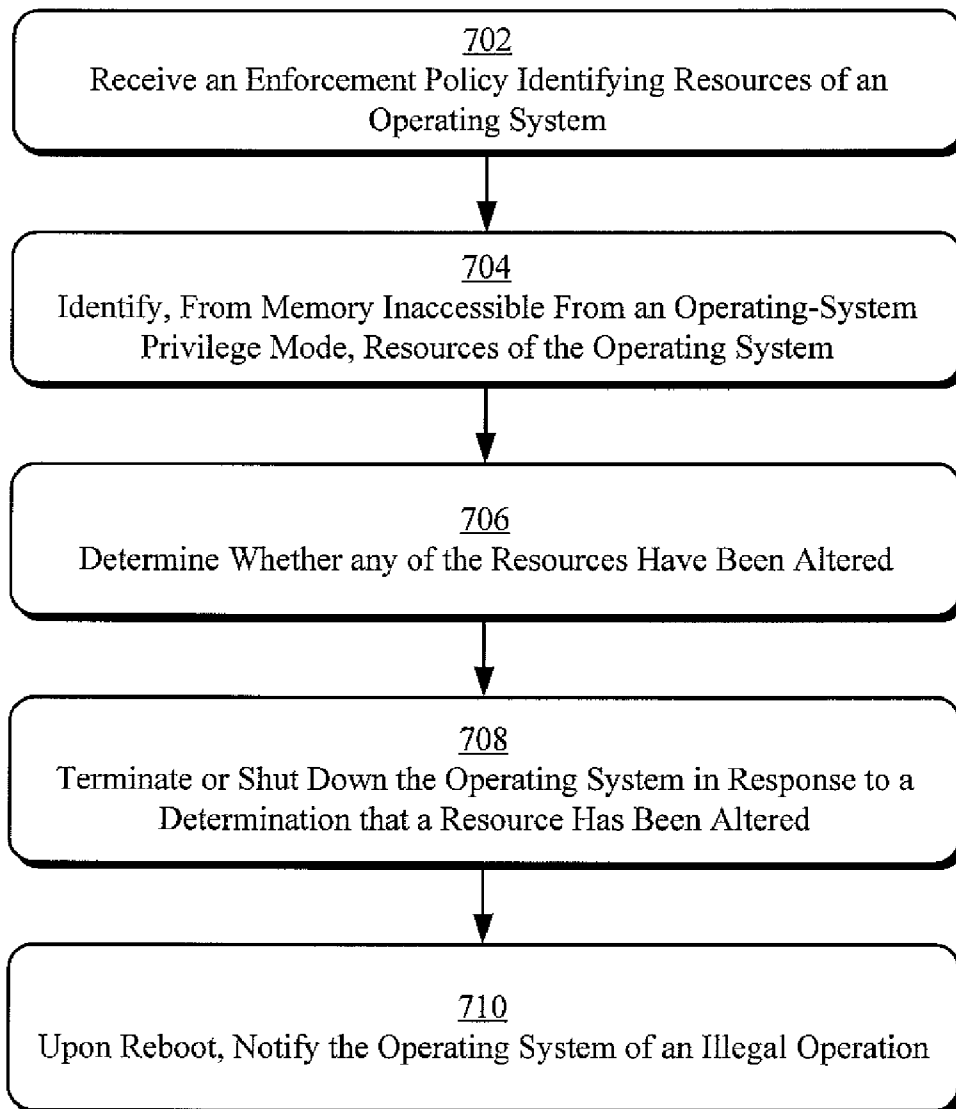 702
Receive an Enforcement Policy Identifying Resources of an
Operating System
704
Identify, From Memory Inaccessible From an Operating-System
Privilege Mode, Resources of the Operating System
706
Determine Whether any of the Resources Have Been Altered
708
Terminate or Shut Down the Operating System in Response to a
Determination that a Resource Has Been Altered
710
Upon Reboot, Notify the Operating System of an Illegal Operation